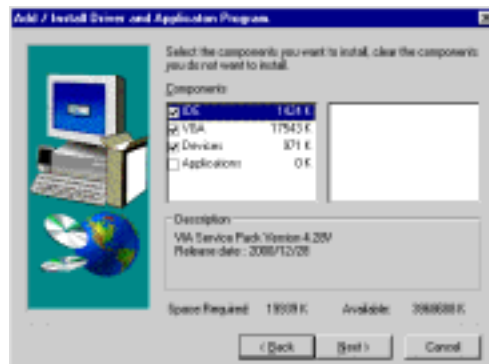 Add / Install Driver and Application Program
Select the components you want to install, clear the components
you do not want to install.
Components
IDE 1424 K
VGA 17543 K
Devices 971 K
Applications 0 K
Description
VIA Service Pack Version 4.28V
Release date : 2000/12/28
Space Required: 19939 K Available: 3968688 K
< Back Next > Cancel